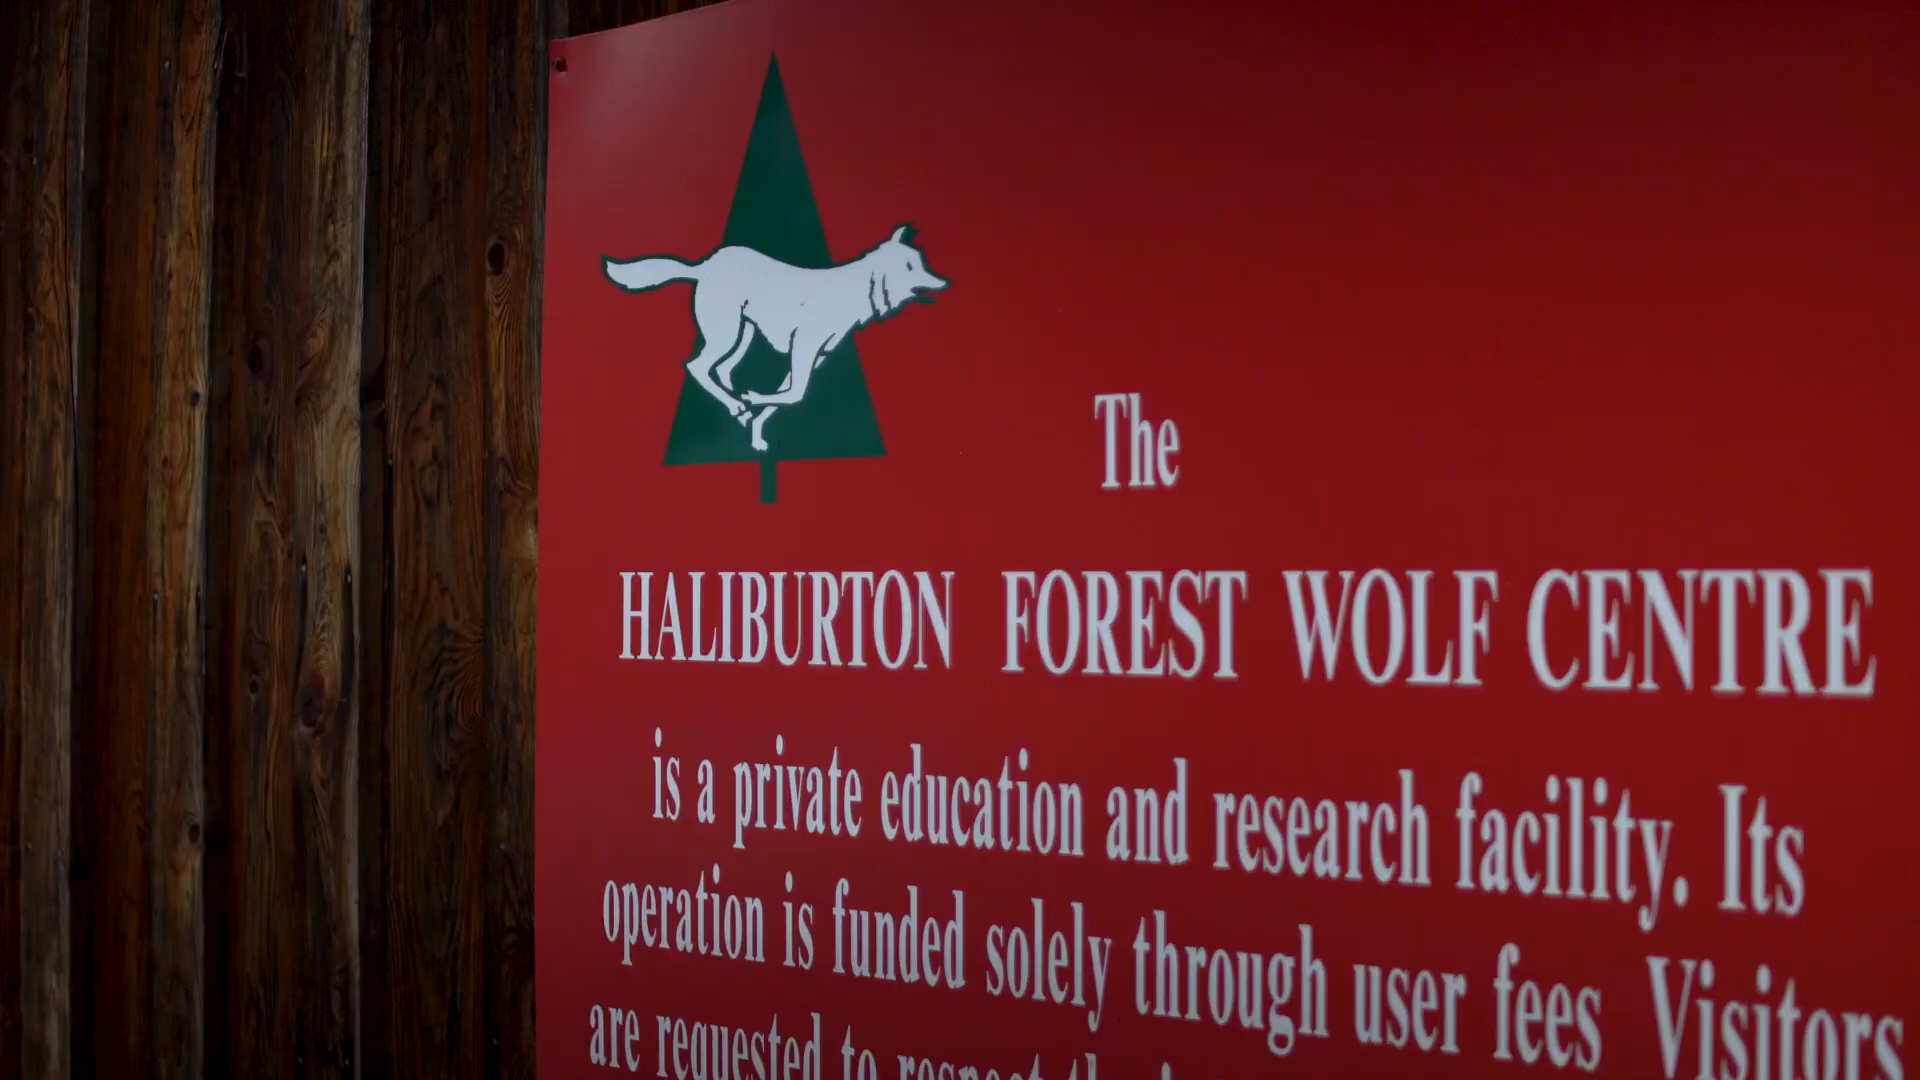 The
HALIBURTON FOREST WOLF CENTRE
is a private education and research facility. Its
operation is funded solely through user fees Visitors
are requested to respect